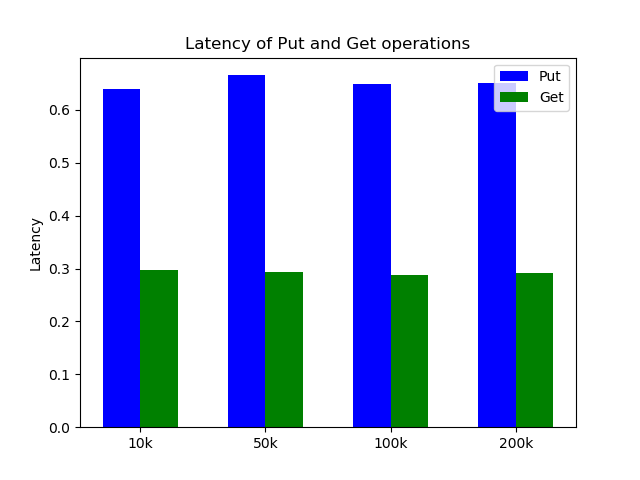 Latency of Put and Get operations
Put
Get
Latency
0.6
0.5
0.4
0.3
0.2
0.1
0.0
10k
50k
100k
200k